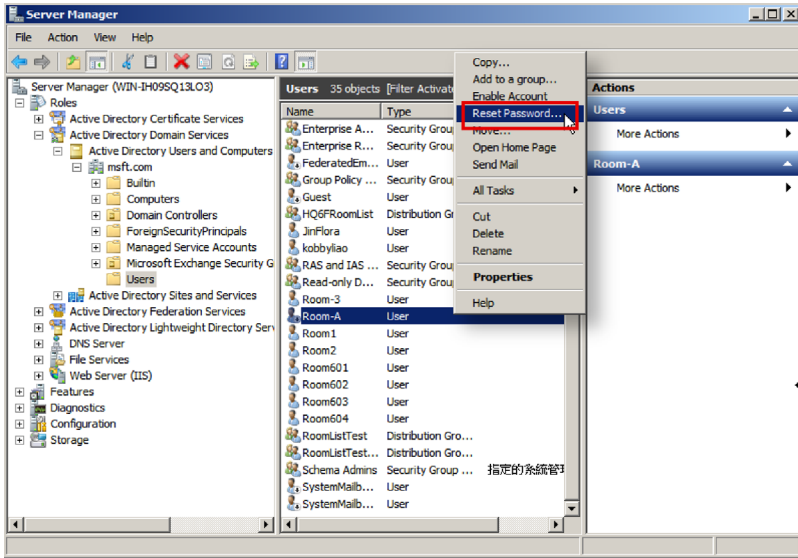 Server Manager
File Action View Help
Server Manager (WIN-IH09SQ13LO3)
Roles
Active Directory Certificate Services
Active Directory Domain Services
Active Directory Users and Computers
msft.com
Builtin
Computers
Domain Controllers
ForeignSecurityPrincipals
Managed Service Accounts
Microsoft Exchange Security G
Users
Active Directory Sites and Services
Active Directory Federation Services
Active Directory Lightweight Directory Serv
DNS Server
File Services
Web Server (IIS)
Features
Diagnostics
Configuration
Storage
Users 35 objects [Filter Activate
Name Type
Enterprise A... Security Grou
Enterprise R... Security Grou
FederatedEm... User
Group Policy ... Security Grou
Guest User
HQ6FRoomList Distribution Gr
JinFlora User
kobbyliao User
RAS and IAS ... Security Grou
Read-only D... Security Grou
Room-3 User
Room-A User
Room1 User
Room2 User
Room601 User
Room602 User
Room603 User
Room604 User
RoomListTest Distribution Gro...
RoomListTest... Distribution Gro...
Schema Admins Security Group ... 指定的系統管理
SystemMailb... User
SystemMailb... User
Copy...
Add to a group...
Enable Account
Reset Password...
Move...
Open Home Page
Send Mail
All Tasks
Cut
Delete
Rename
Properties
Help
Actions
Users
More Actions
Room-A
More Actions